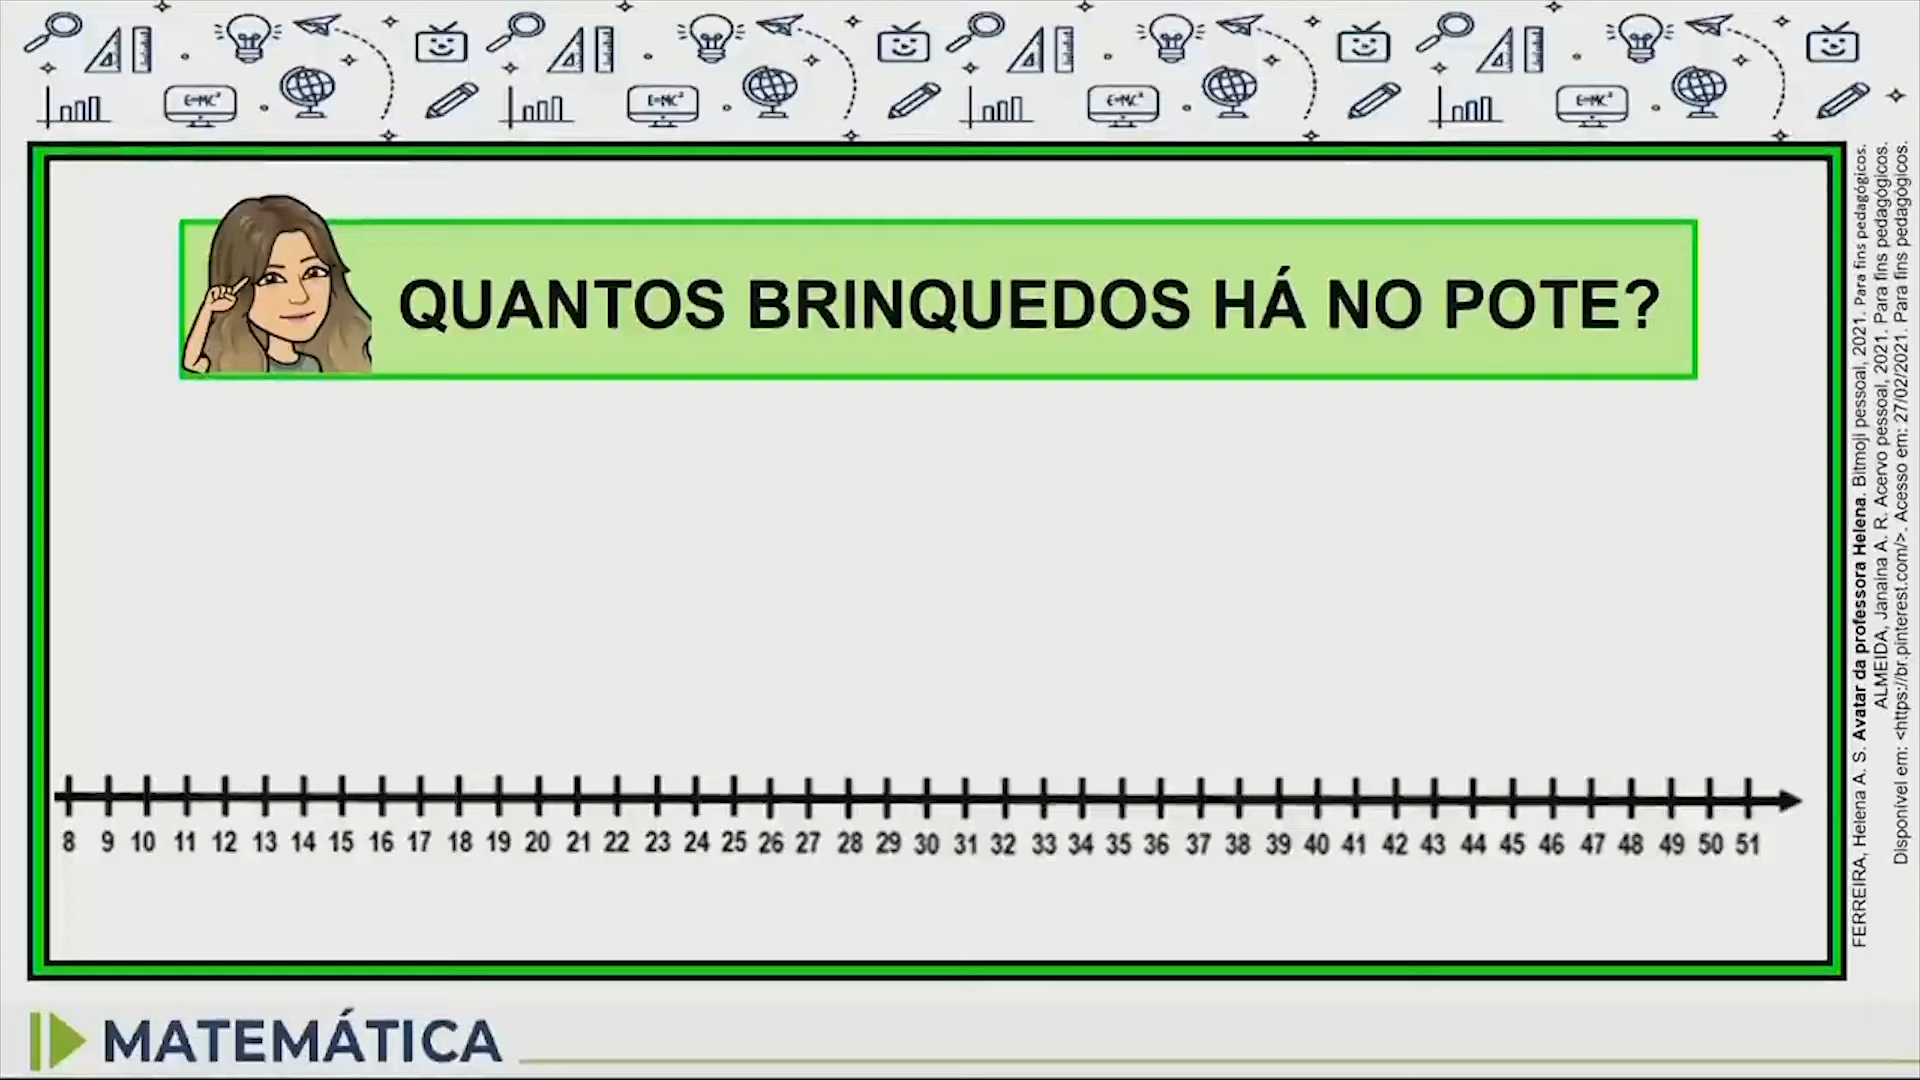 E=MC² E=MC² E=MC² E=MC²
QUANTOS BRINQUEDOS HÁ NO POTE?
8 9 10 11 12 13 14 15 16 17 18 19 20 21 22 23 24 25 26 27 28 29 30 31 32 33 34 35 36 37 38 39 40 41 42 43 44 45 46 47 48 49 50 51
FERREIRA, Helena A. S. Avatar da professora Helena. Bitmoji pessoal, 2021. Para fins pedagógicos.
ALMEIDA, Janaína A. R. Acervo pessoal, 2021. Para fins pedagógicos.
Disponível em: <https://br.pinterest.com/>. Acesso em: 27/02/2021. Para fins pedagógicos.
MATEMÁTICA